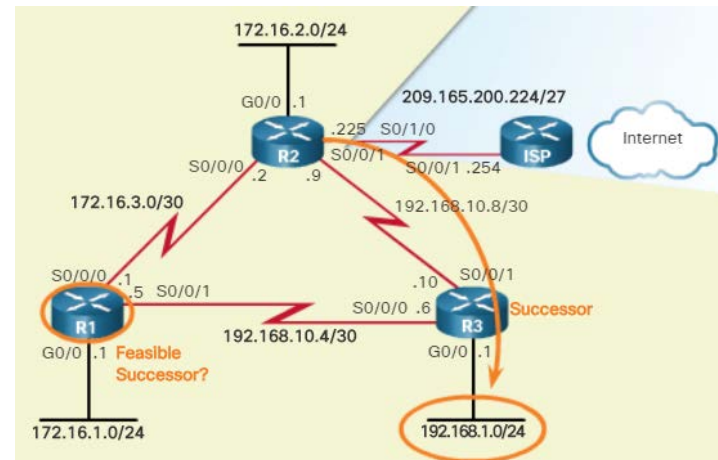 172.16.2.0/24
G0/0 .1
209.165.200.224/27
.225 S0/1/0
Internet
R2
S0/0/1
S0/0/1 .254
ISP
S0/0/0
.2
.9
172.16.3.0/30
192.168.10.8/30
S0/0/0 .1
.10
S0/0/1
.5 S0/0/1
S0/0/0 .6
Successor
R1
R3
192.168.10.4/30
G0/0 .1
Feasible
Successor?
G0/0 .1
172.16.1.0/24
192.168.1.0/24